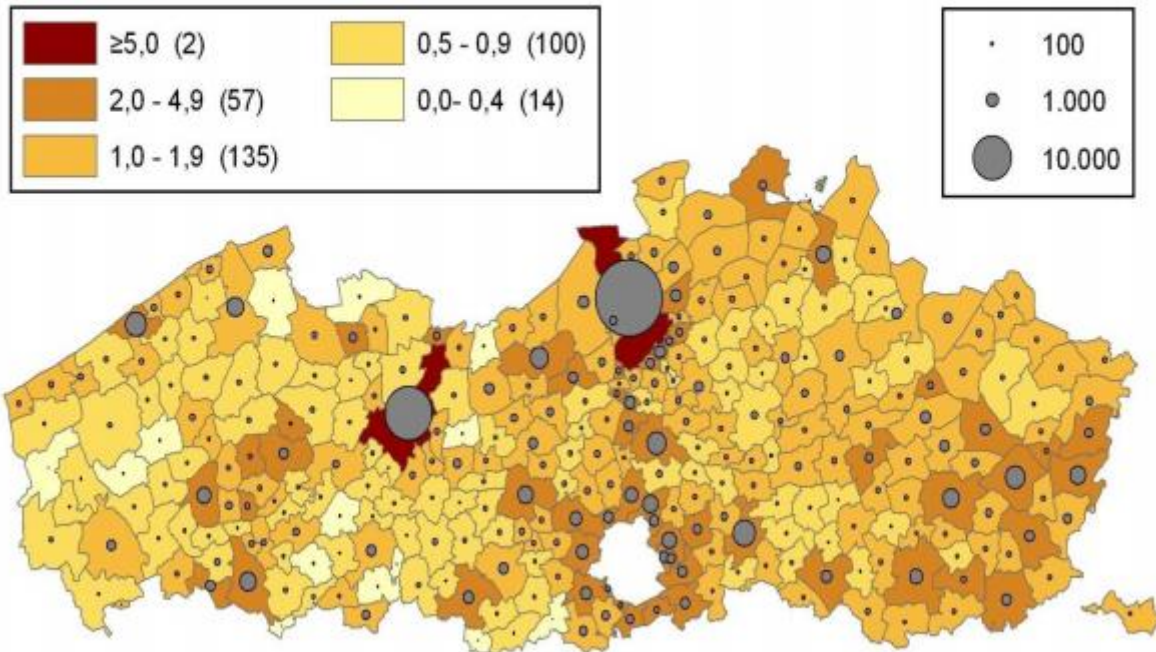 ≥5,0 (2)
2,0 - 4,9 (57)
1,0 - 1,9 (135)
0,5 - 0,9 (100)
0,0- 0,4 (14)
100
1.000
10.000